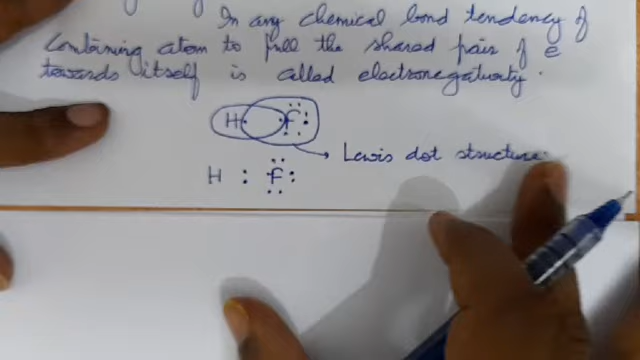 In any chemical bond tendency of
combining atom to pull the shared pair of e
towards itself is called electronegativity.
H F
Lewis dot structure
H : F :